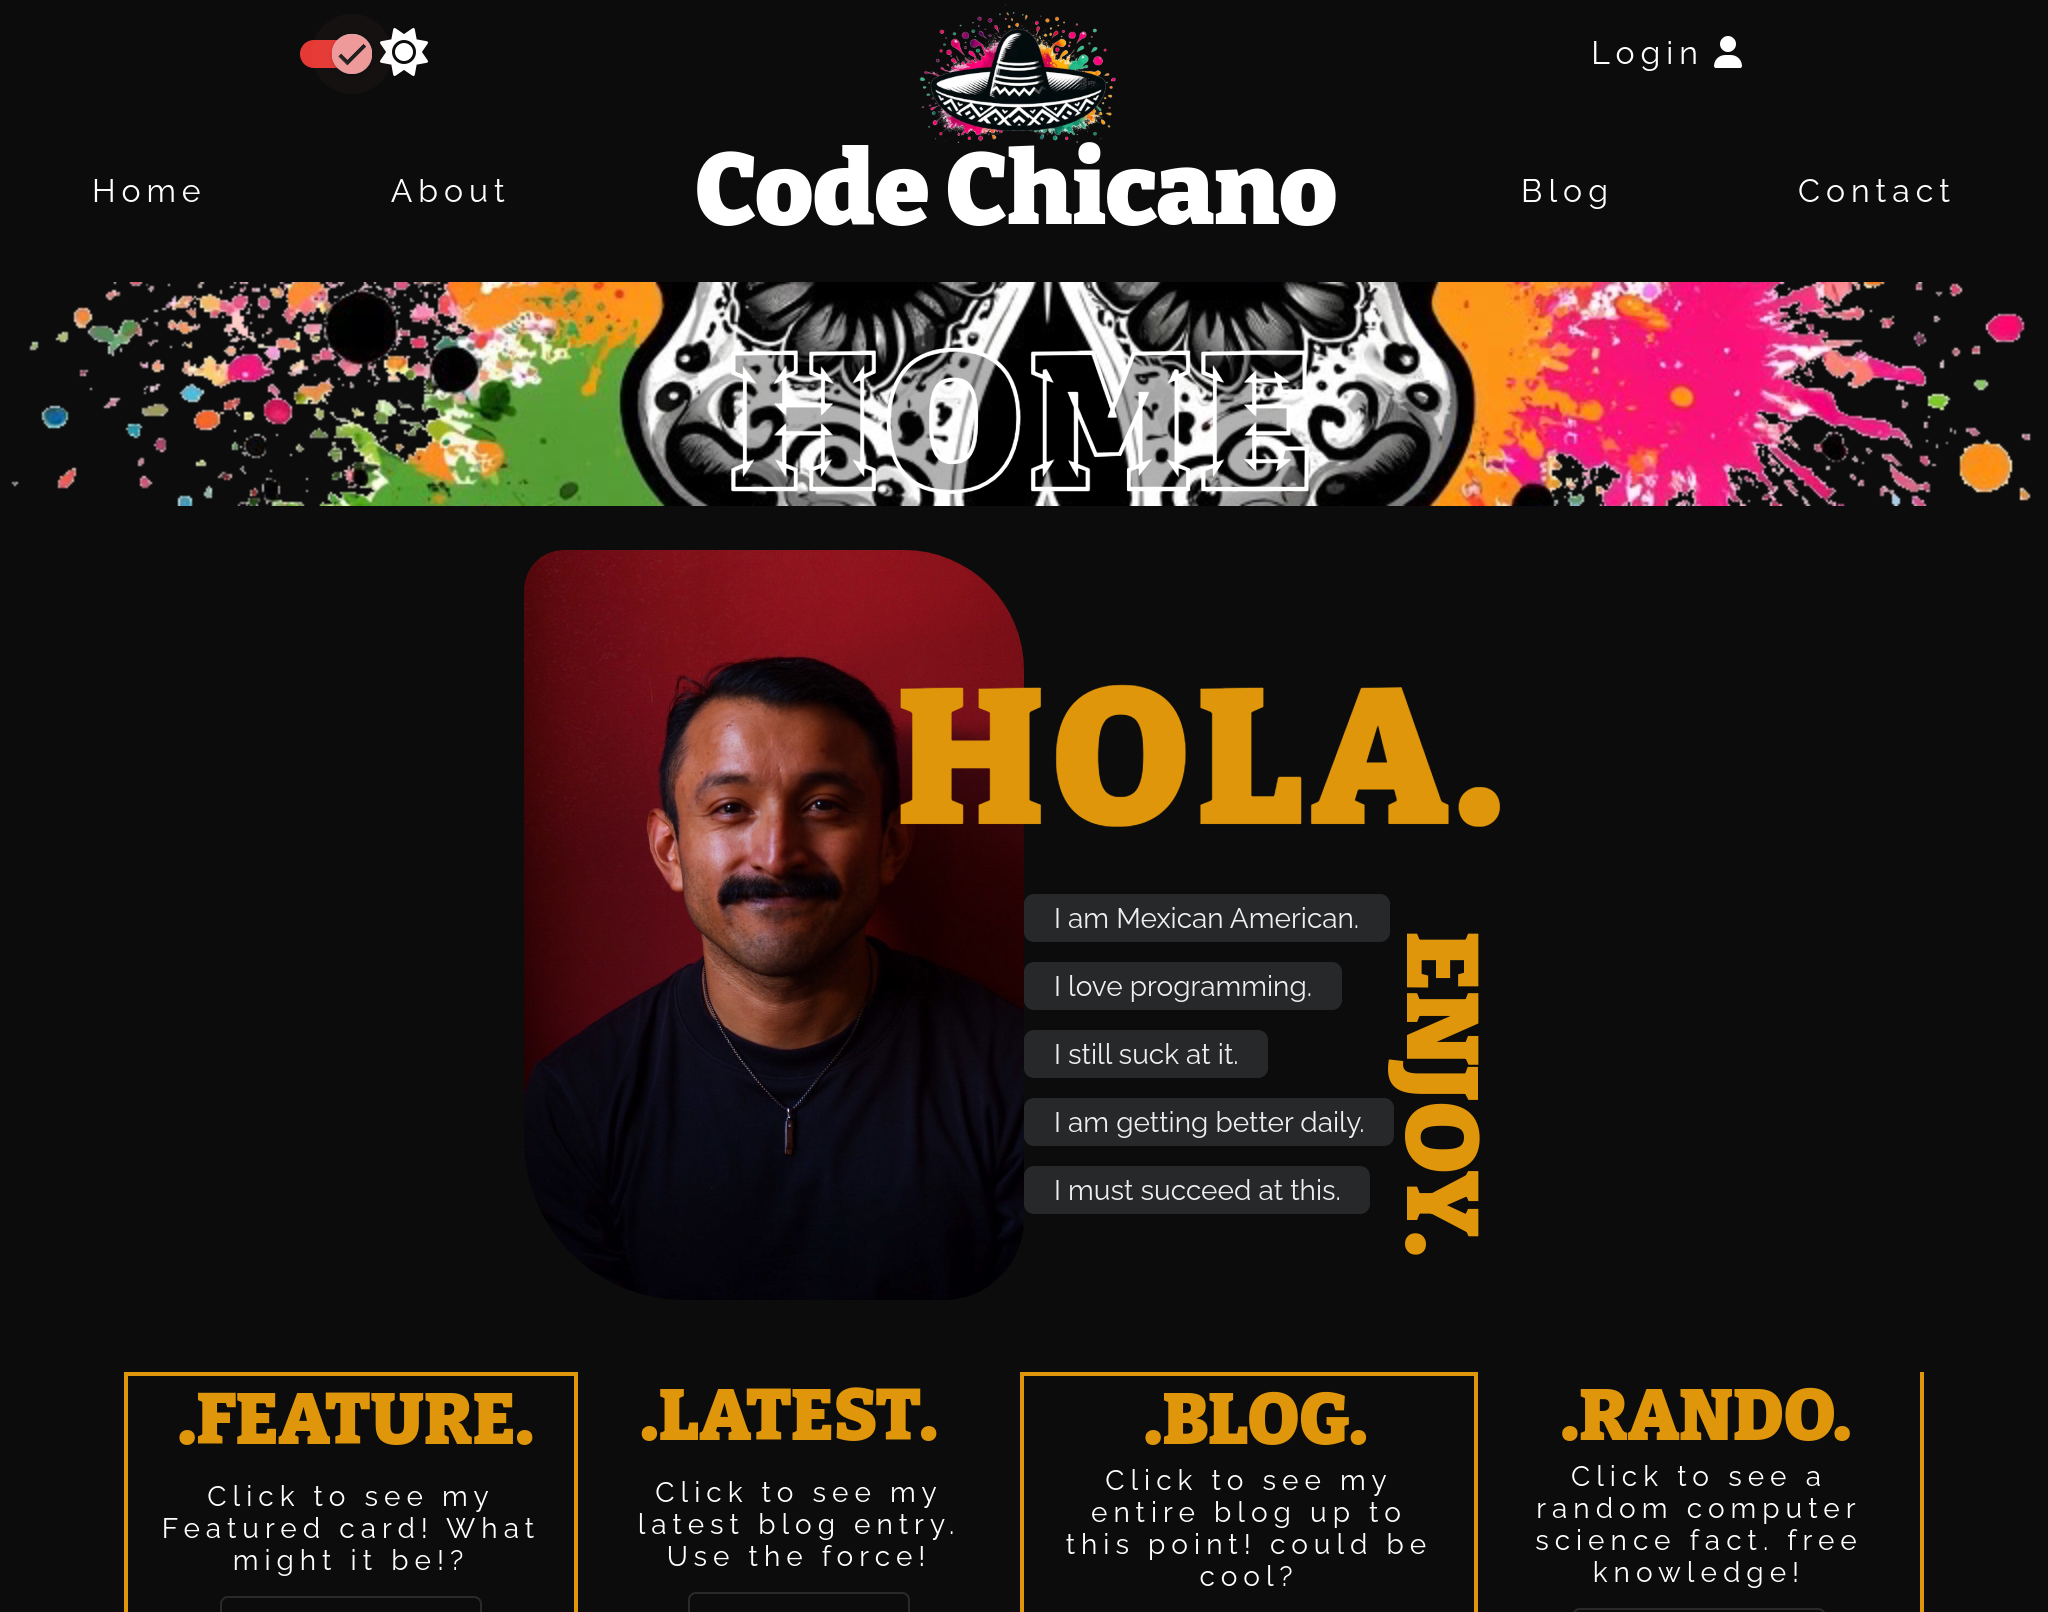 Login
Code Chicano
Home
About
Blog
Contact
HOME
HOLA.
I am Mexican American.
I love programming.
I still suck at it.
I am getting better daily.
I must succeed at this.
ENJOY.
.FEATURE.
Click to see my
Featured card! What
might it be!?
.LATEST.
Click to see my
latest blog entry.
Use the force!
.BLOG.
Click to see my
entire blog up to
this point! could be
cool?
.RANDO.
Click to see a
random computer
science fact. free
knowledge!